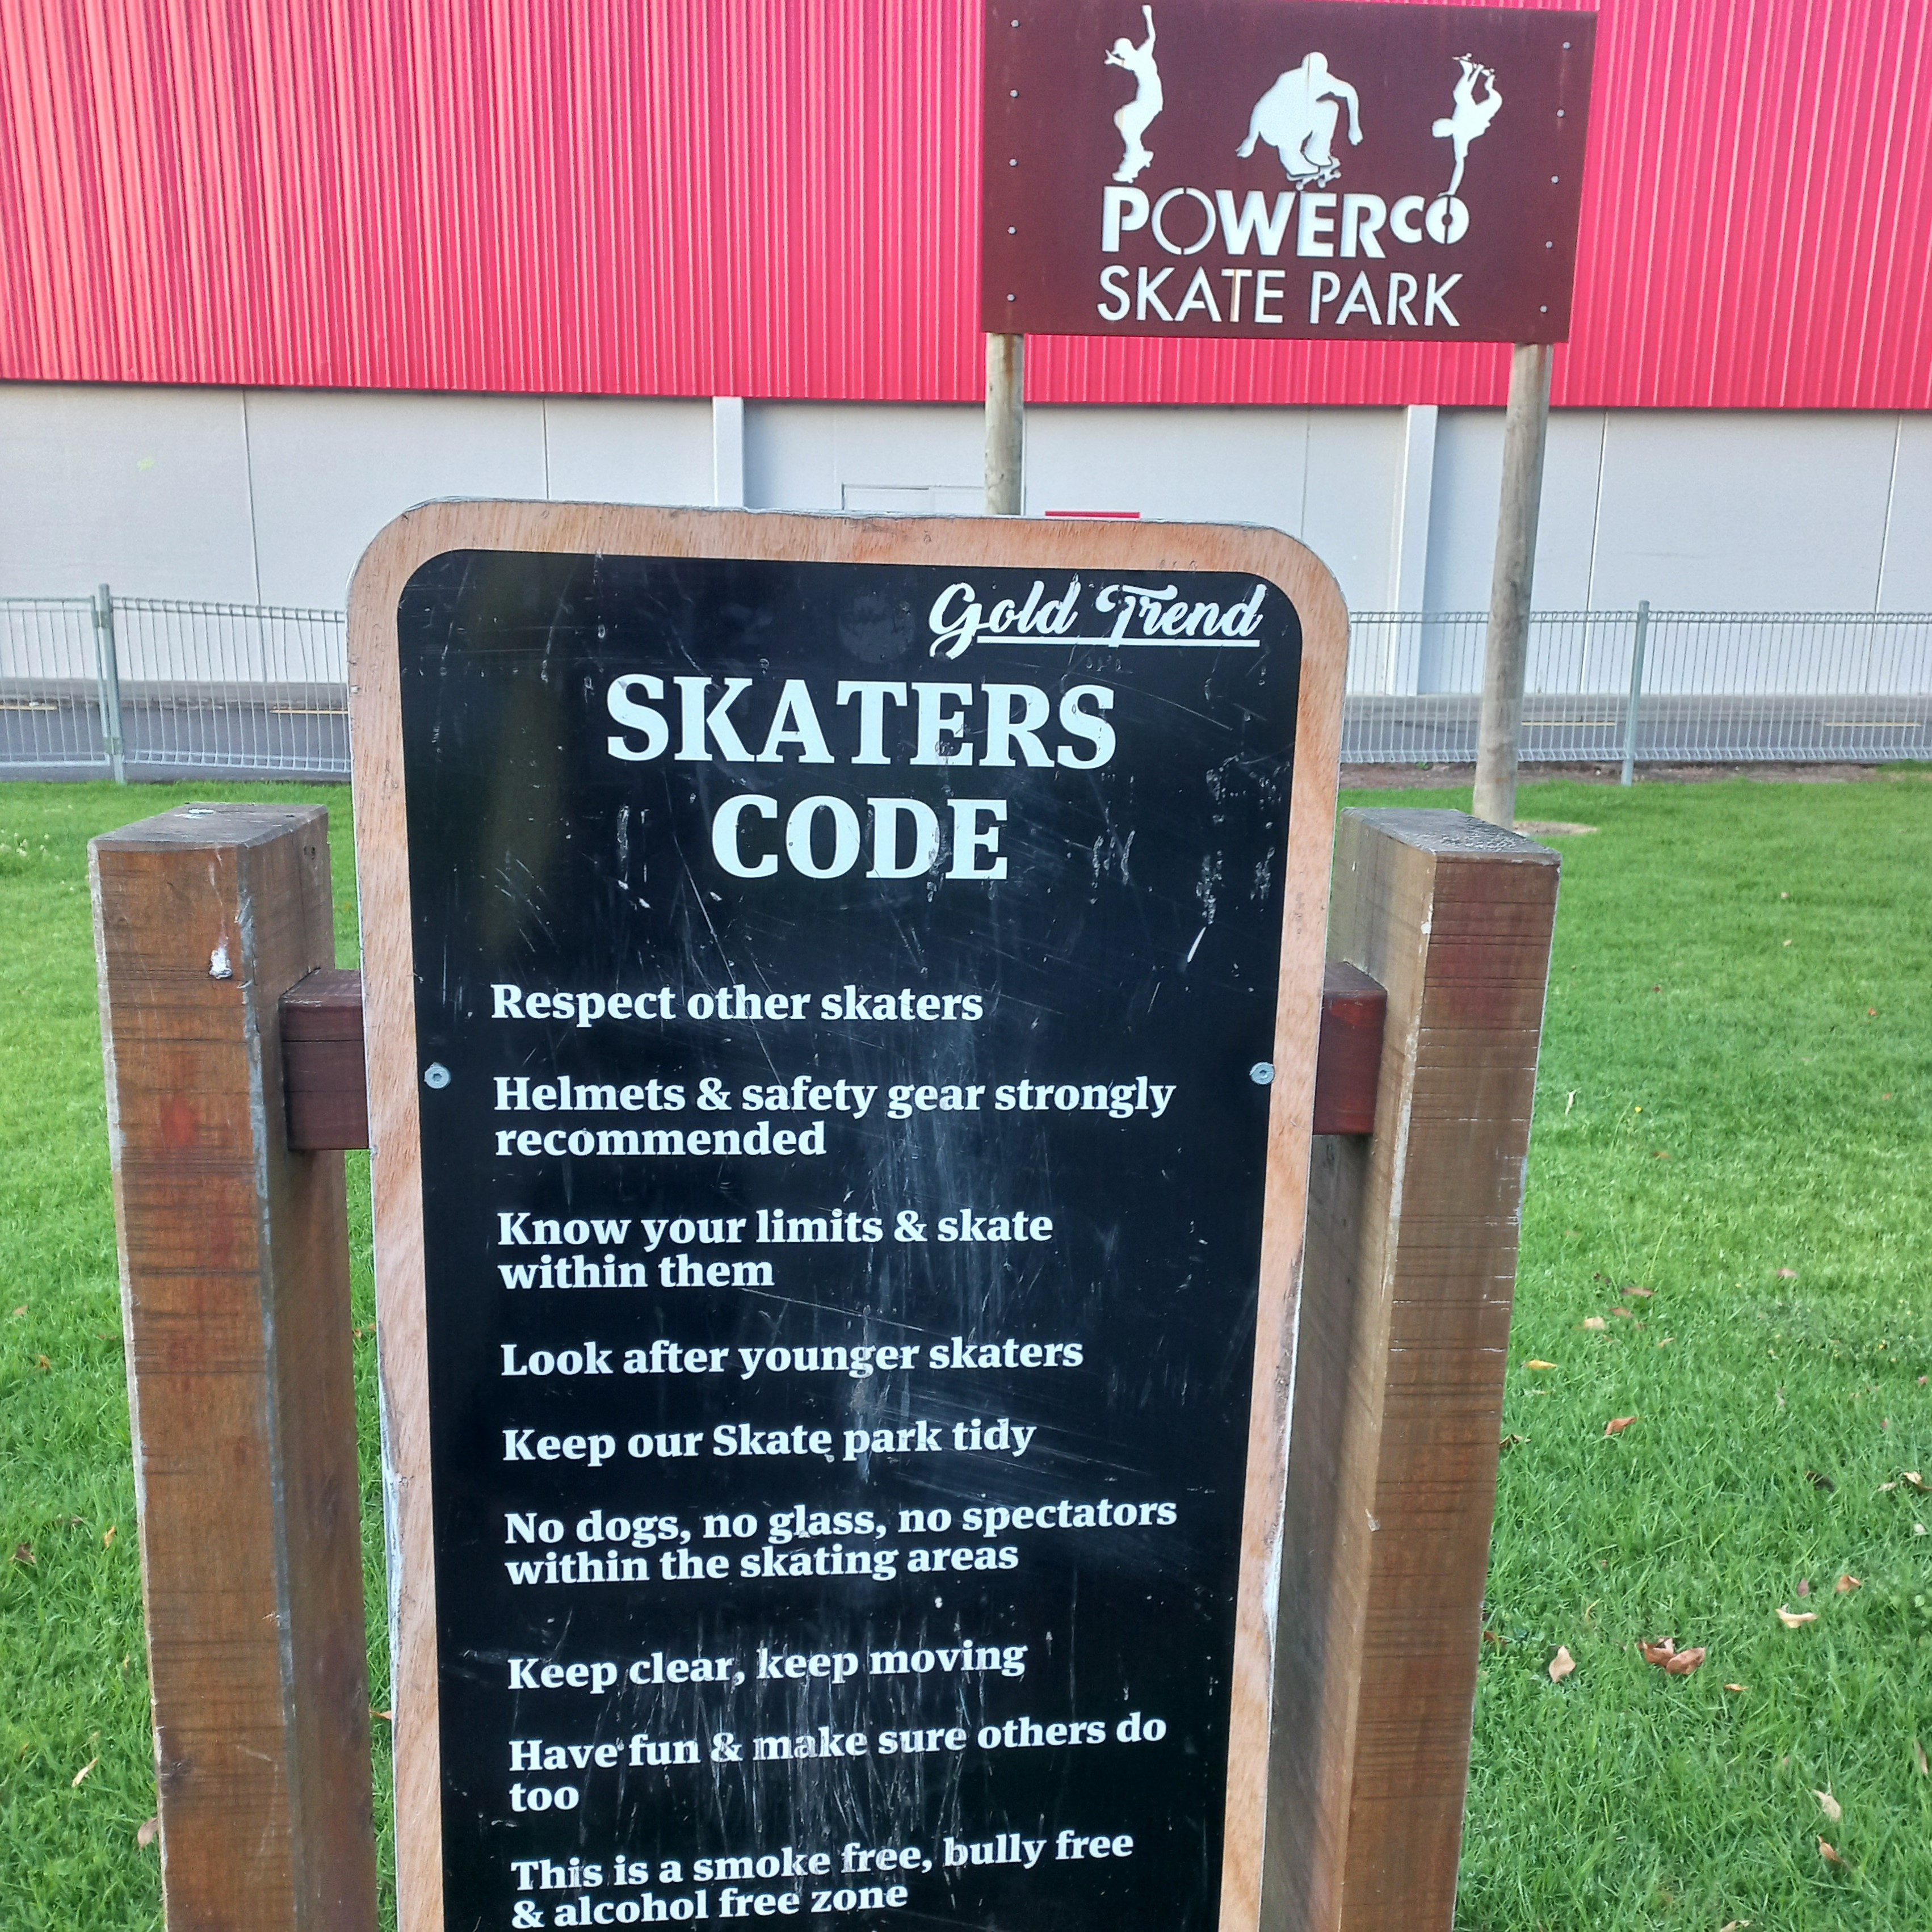 POWERCO
SKATE PARK
Gold Trend
SKATERS
CODE
Respect other skaters
Helmets & safety gear strongly
recommended
Know your limits & skate
within them
Look after younger skaters
Keep our Skate park tidy
No dogs, no glass, no spectators
within the skating areas
Keep clear, keep moving
Have fun & make sure others do
too
This is a smoke free, bully free
& alcohol free zone